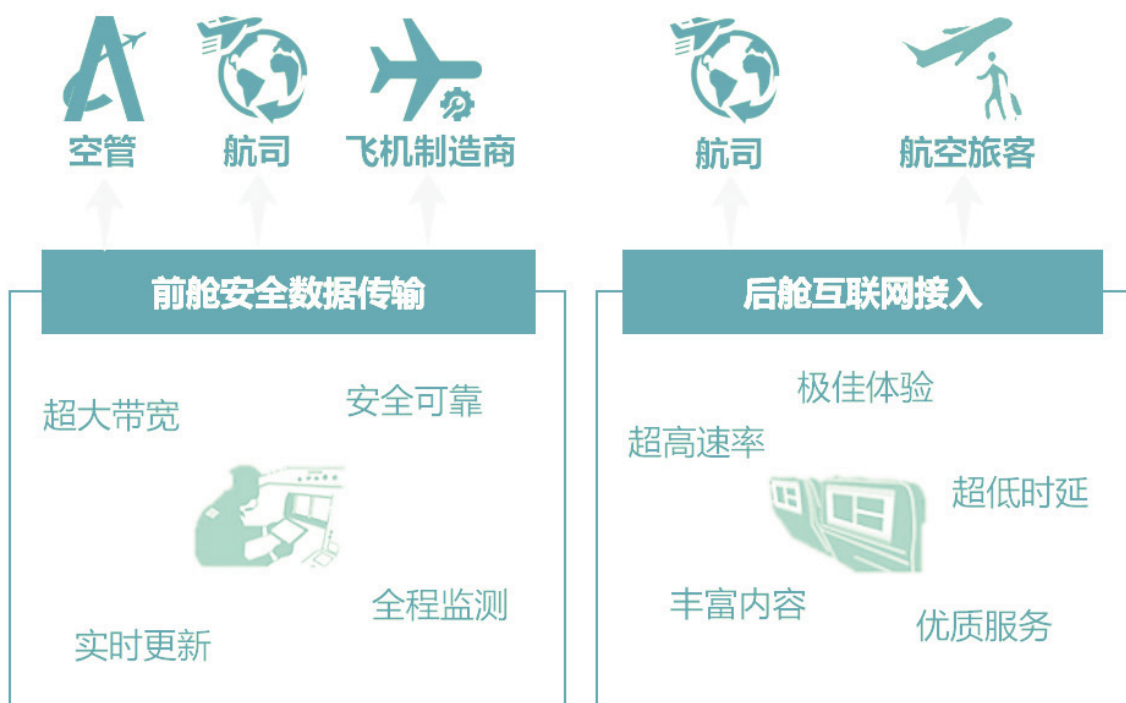 空管
航司
飞机制造商
航司
航空旅客
前舱安全数据传输
超大带宽
安全可靠
全程监测
实时更新
后舱互联网接入
极佳体验
超高速率
超低时延
丰富内容
优质服务